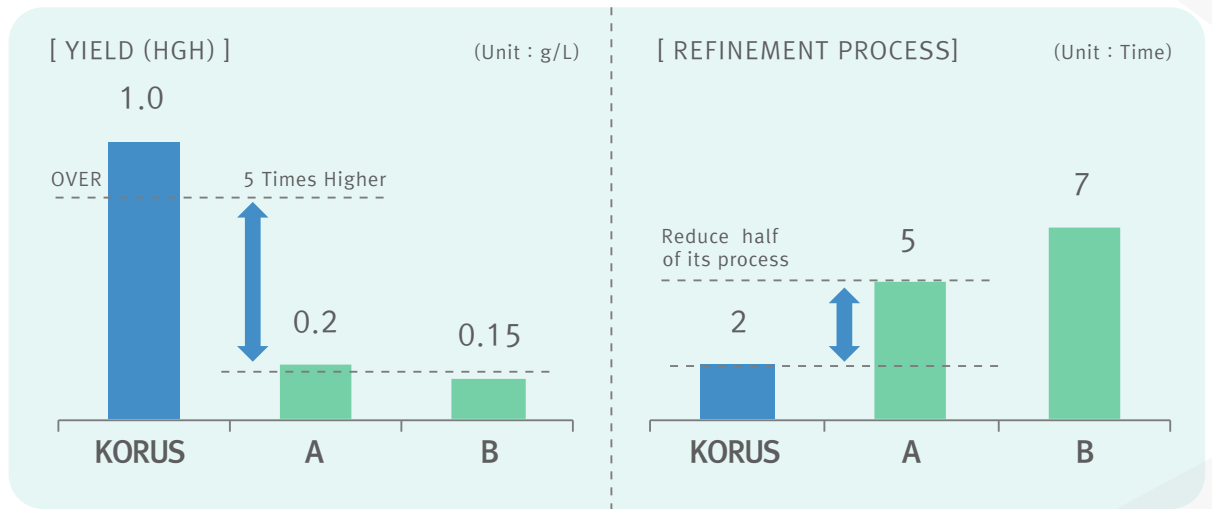 [ YIELD (HGH) ]
(Unit : g/L)
1.0
OVER
5 Times Higher
0.2
0.15
KORUS
A
B
[ REFINEMENT PROCESS]
(Unit : Time)
7
5
Reduce half
of its process
2
KORUS
A
B